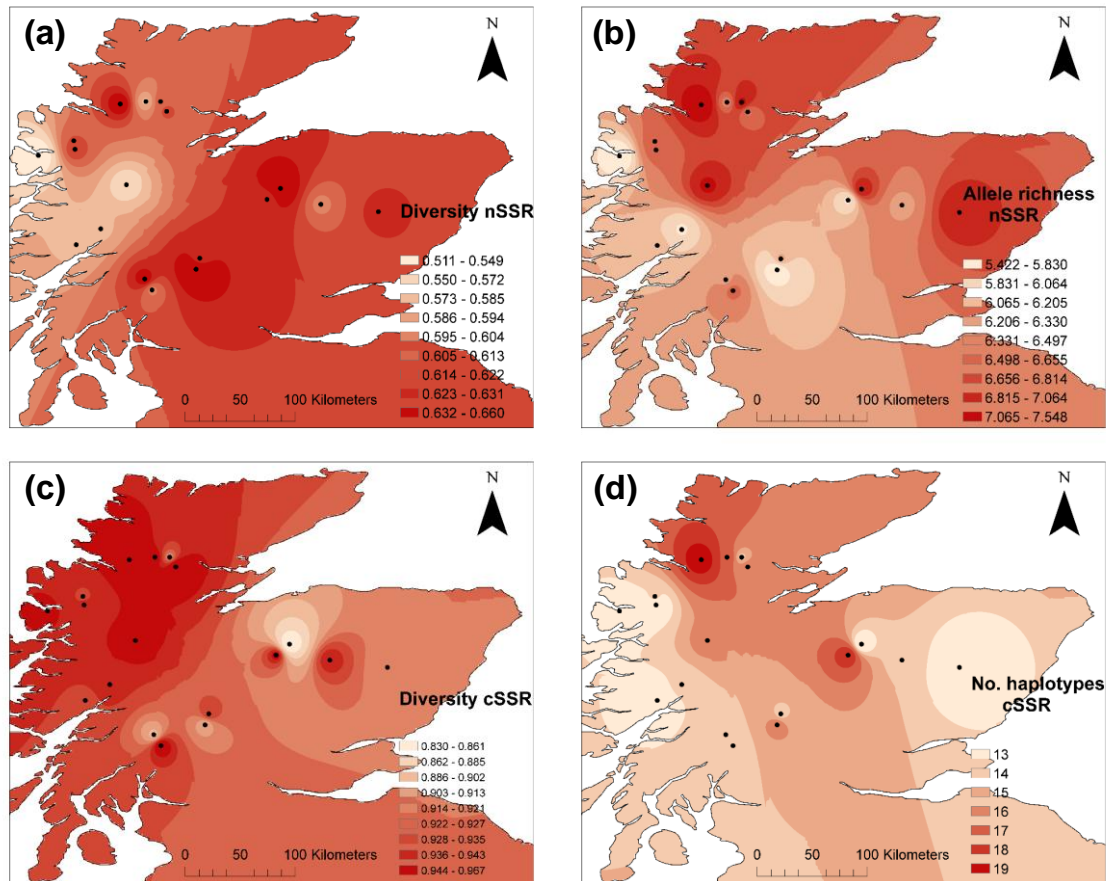 (a)
N
Diversity nSSR
0.511 - 0.549
0.550 - 0.572
0.573 - 0.585
0.586 - 0.594
0.595 - 0.604
0.605 - 0.613
0.614 - 0.622
0.623 - 0.631
0.632 - 0.660
0 50 100 Kilometers
(b)
N
Allele richness
nSSR
5.422 - 5.830
5.831 - 6.064
6.065 - 6.205
6.206 - 6.330
6.331 - 6.497
6.498 - 6.655
6.656 - 6.814
6.815 - 7.064
7.065 - 7.548
0 50 100 Kilometers
(c)
N
Diversity cSSR
0.830 - 0.861
0.862 - 0.885
0.886 - 0.902
0.903 - 0.913
0.914 - 0.921
0.922 - 0.927
0.928 - 0.935
0.936 - 0.943
0.944 - 0.967
0 50 100 Kilometers
(d)
N
No. haplotypes
cSSR
13
14
15
16
17
18
19
0 50 100 Kilometers